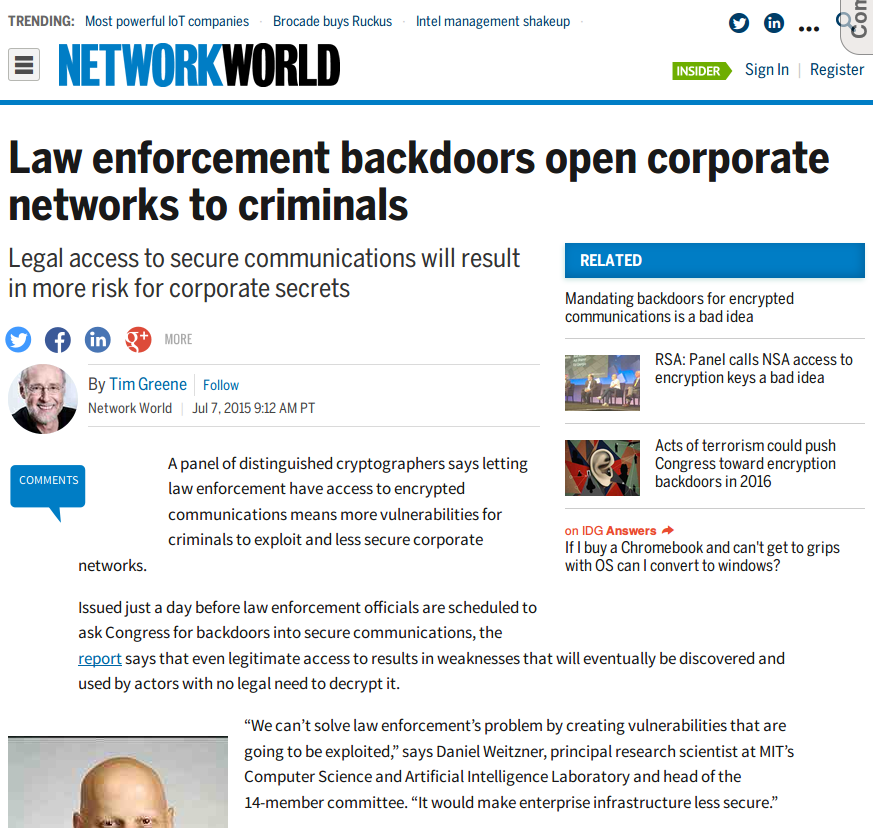 TRENDING: Most powerful IoT companies · Brocade buys Ruckus · Intel management shakeup ·
Com
NETWORKWORLD
INSIDER Sign In | Register
Law enforcement backdoors open corporate
networks to criminals
Legal access to secure communications will result
in more risk for corporate secrets
MORE
By Tim Greene Follow
Network World | Jul 7, 2015 9:12 AM PT
COMMENTS
A panel of distinguished cryptographers says letting
law enforcement have access to encrypted
communications means more vulnerabilities for
criminals to exploit and less secure corporate
networks.
Issued just a day before law enforcement officials are scheduled to
ask Congress for backdoors into secure communications, the
report says that even legitimate access to results in weaknesses that will eventually be discovered and
used by actors with no legal need to decrypt it.
“We can’t solve law enforcement’s problem by creating vulnerabilities that are
going to be exploited,” says Daniel Weitzner, principal research scientist at MIT’s
Computer Science and Artificial Intelligence Laboratory and head of the
14-member committee. “It would make enterprise infrastructure less secure.”
RELATED
Mandating backdoors for encrypted
communications is a bad idea
RSA: Panel calls NSA access to
encryption keys a bad idea
Acts of terrorism could push
Congress toward encryption
backdoors in 2016
on IDG Answers
If I buy a Chromebook and can't get to grips
with OS can I convert to windows?